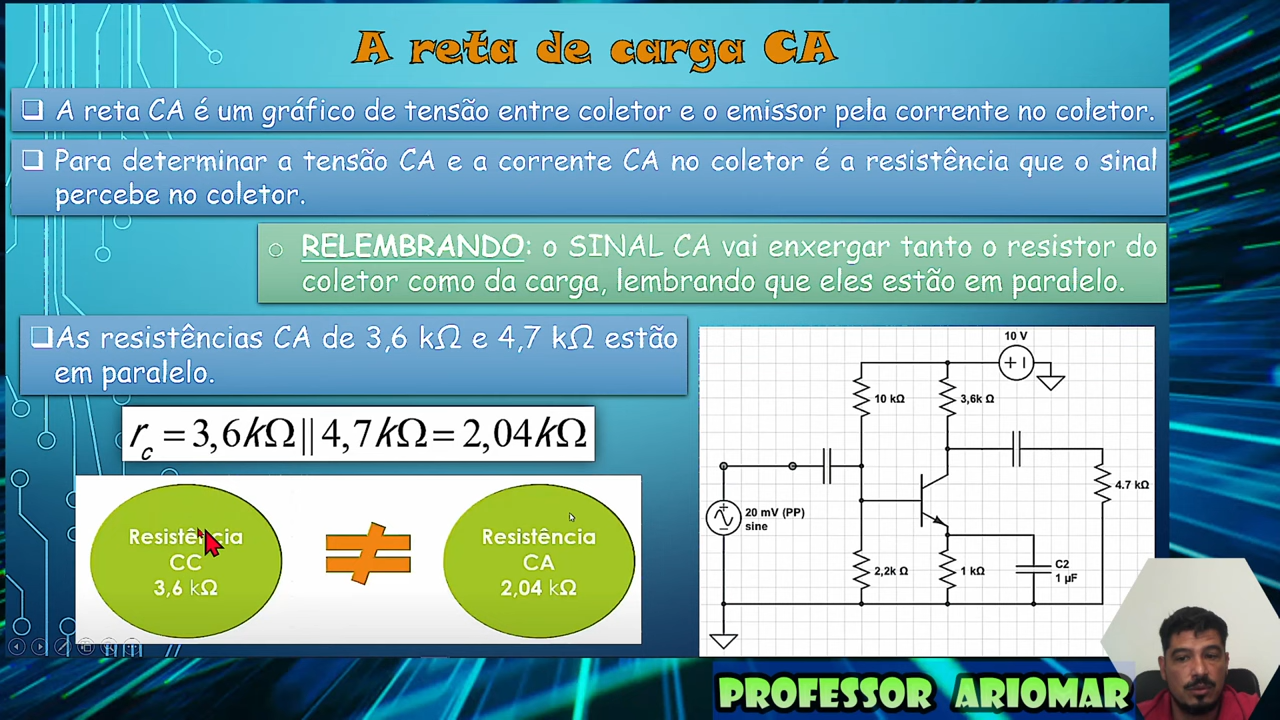 A reta de carga CA
❑ A reta CA é um gráfico de tensão entre coletor e o emissor pela corrente no coletor.
❑ Para determinar a tensão CA e a corrente CA no coletor é a resistência que o sinal
percebe no coletor.
○ RELEMBRANDO: o SINAL CA vai enxergar tanto o resistor do
coletor como da carga, lembrando que eles estão em paralelo.
❑As resistências CA de 3,6 kΩ e 4,7 kΩ estão
em paralelo.
r_c = 3,6kΩ || 4,7kΩ = 2,04kΩ
Resistência
CC
3,6 kΩ
≠
Resistência
CA
2,04 kΩ
10 V
10 kΩ
3,6k Ω
4.7 kΩ
20 mV (PP)
sine
2,2k Ω
1 kΩ
C2
1 µF
PROFESSOR ARIOMAR